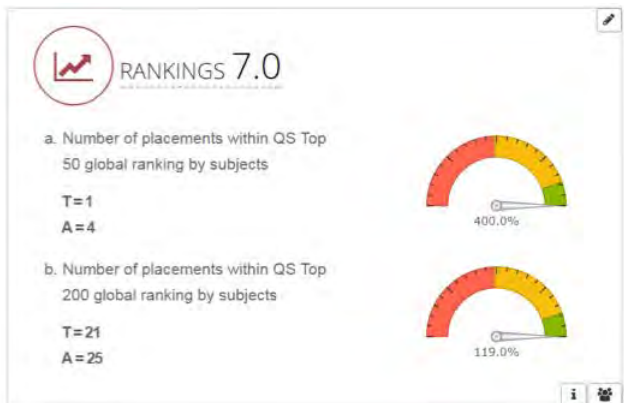 RANKINGS 7.0
a. Number of placements within QS Top
50 global ranking by subjects
T=1
A=4
400.0%
b. Number of placements within QS Top
200 global ranking by subjects
T=21
A=25
119.0%
i